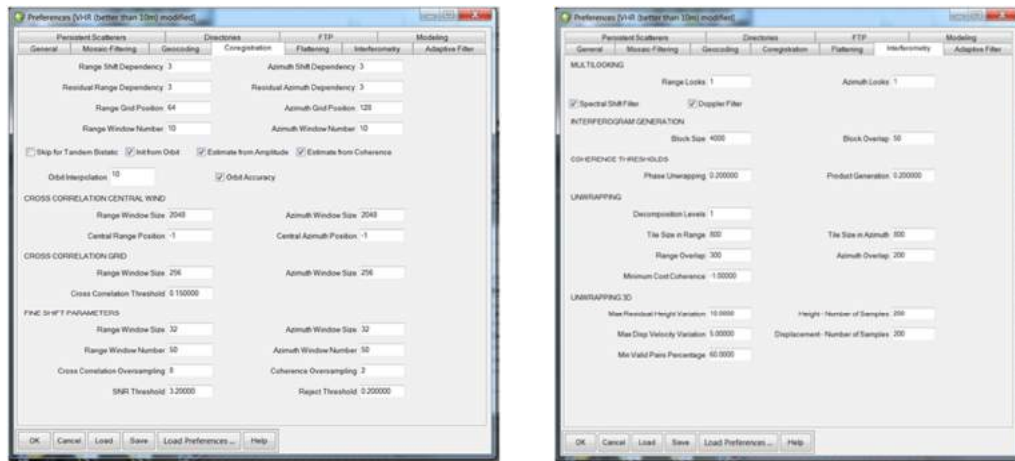 Preferences [VHR (better than 10m) modified]
Persistent Scatterers Directories FTP Modeling
General Mosaic-Filtering Geocoding Coregistration Flattening Interferometry Adaptive Filter
Range Shift Dependency 3 Azimuth Shift Dependency 3
Residual Range Dependency 3 Residual Azimuth Dependency 3
Range Grid Position 64 Azimuth Grid Position 128
Range Window Number 10 Azimuth Window Number 10
Skip for Tandem Bistatic Init from Orbit Estimate from Amplitude Estimate from Coherence
Orbit Interpolation 10 Orbit Accuracy
CROSS CORRELATION CENTRAL WIND
Range Window Size 2048 Azimuth Window Size 2048
Central Range Position -1 Central Azimuth Position -1
CROSS CORRELATION GRID
Range Window Size 256 Azimuth Window Size 256
Cross Correlation Threshold 0.150000
FINE SHIFT PARAMETERS
Range Window Size 32 Azimuth Window Size 32
Range Window Number 50 Azimuth Window Number 50
Cross Correlation Oversampling 8 Coherence Oversampling 2
SNR Threshold 3.20000 Reject Threshold 0.200000
OK Cancel Load Save Load Preferences ... Help
Preferences [VHR (better than 10m) modified]
Persistent Scatterers Directories FTP Modeling
General Mosaic-Filtering Geocoding Coregistration Flattening Interferometry Adaptive Filter
MULTILOOKING
Range Looks 1 Azimuth Looks 1
Spectral Shift Filter Doppler Filter
INTERFEROGRAM GENERATION
Block Size 4000 Block Overlap 50
COHERENCE THRESHOLDS
Phase Unwrapping 0.200000 Product Generation 0.200000
UNWRAPPING
Decomposition Levels 1
Tile Size in Range 800 Tile Size in Azimuth 800
Range Overlap 300 Azimuth Overlap 200
Minimum Cost Coherence -1.00000
UNWRAPPING 3D
Max Residual Height Variation 10.0000 Height - Number of Samples 200
Max Disp Velocity Variation 5.00000 Displacement - Number of Samples 200
Min Valid Pairs Percentage 60.0000
OK Cancel Load Save Load Preferences ... Help